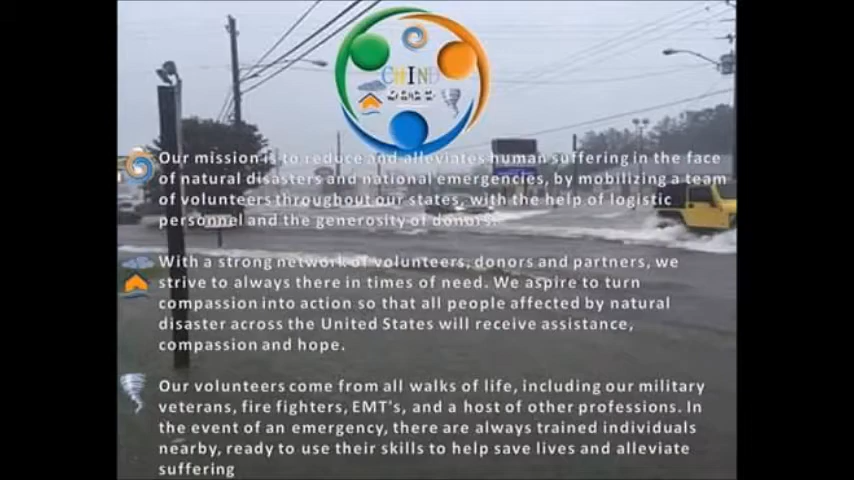 CHIND
Our mission is to reduce and alleviates human suffering in the face
of natural disasters and national emergencies, by mobilizing a team
of volunteers throughout our states, with the help of logistic
personnel and the generosity of donors.
With a strong network of volunteers, donors and partners, we
strive to always there in times of need. We aspire to turn
compassion into action so that all people affected by natural
disaster across the United States will receive assistance,
compassion and hope.
Our volunteers come from all walks of life, including our military
veterans, fire fighters, EMT's, and a host of other professions. In
the event of an emergency, there are always trained individuals
nearby, ready to use their skills to help save lives and alleviate
suffering